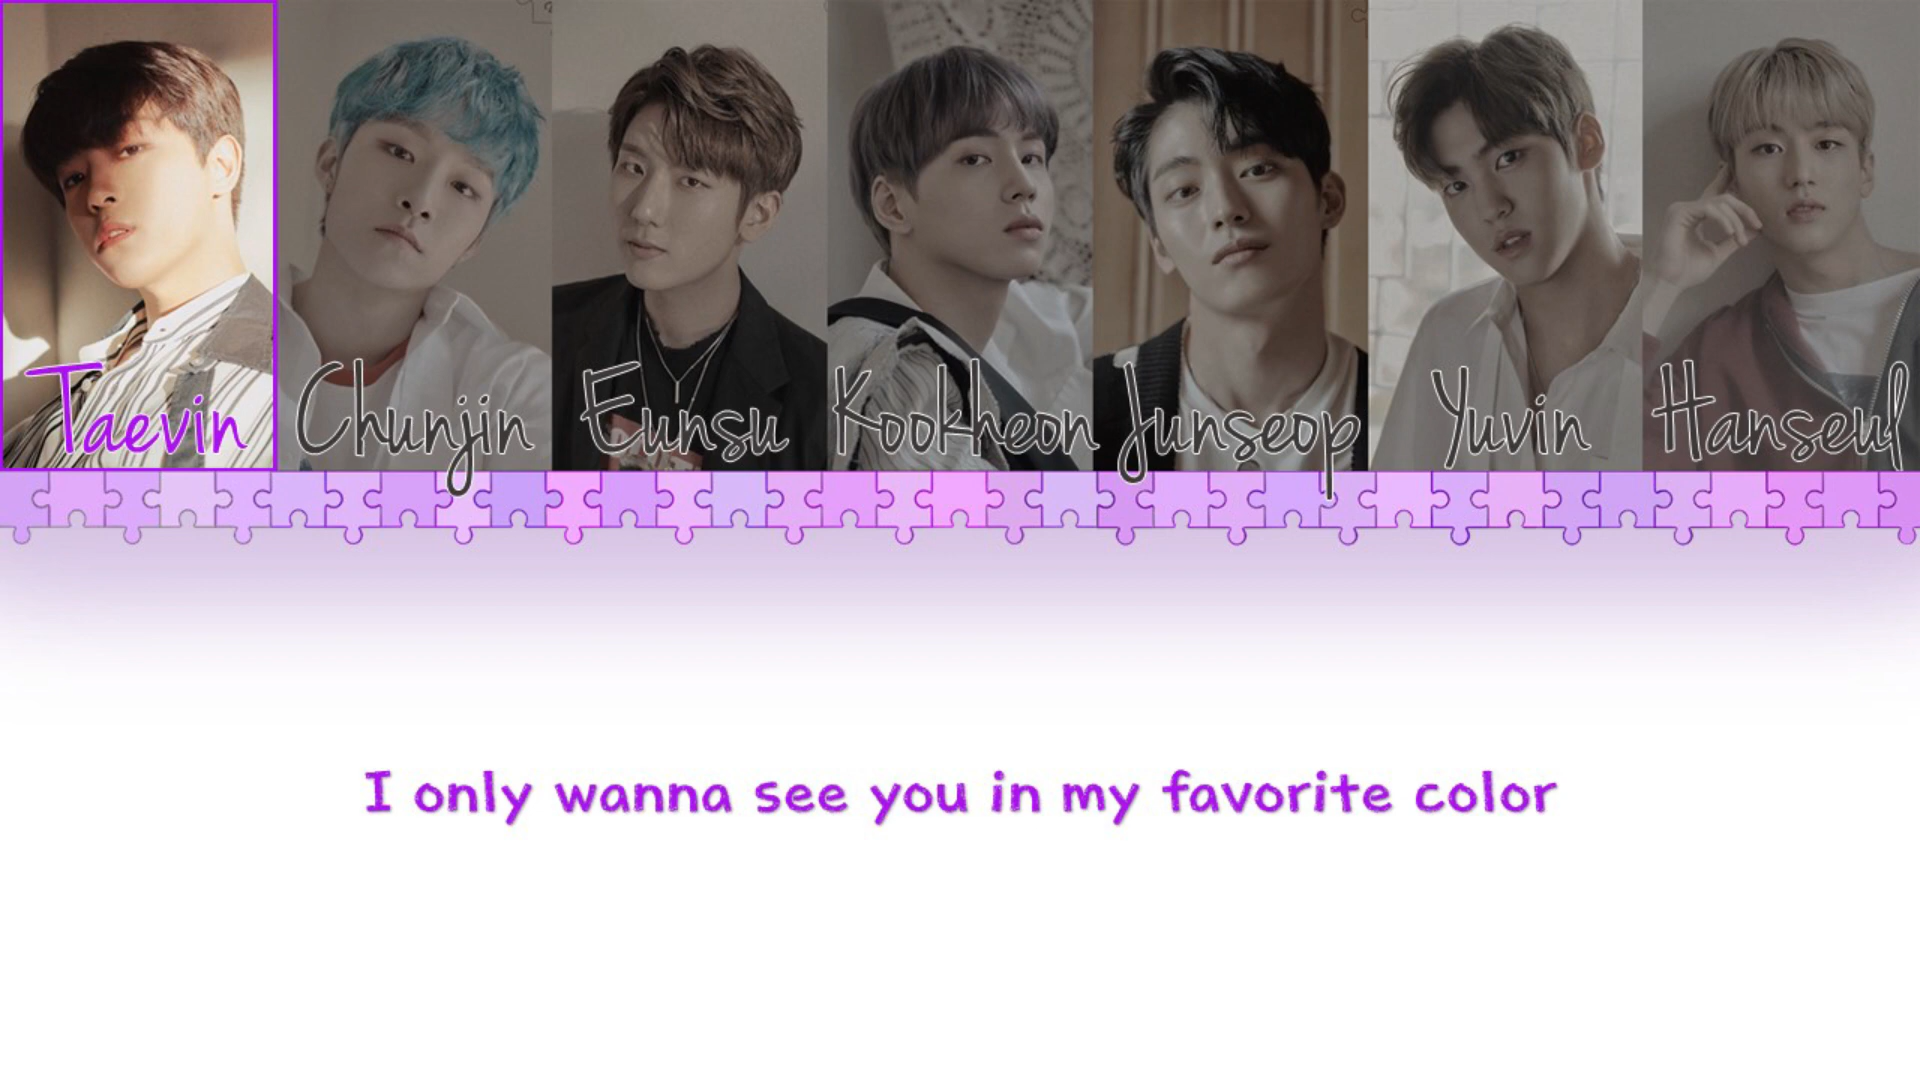 Taevin Chunjin Eunsu Kookheon Junseop Yuvin Hanseul
I only wanna see you in my favorite color